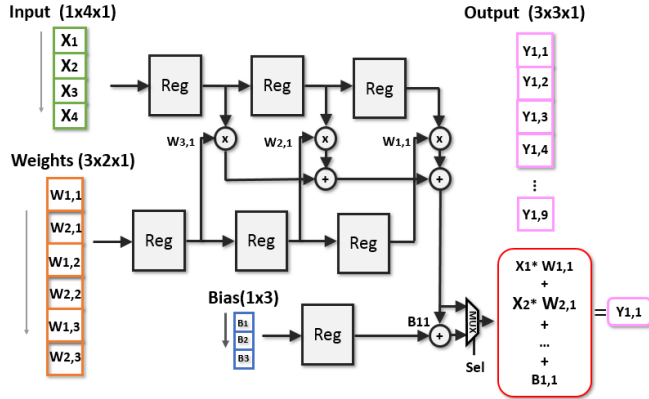 Input (1x4x1)
X1
X2
X3
X4
Reg
Reg
Reg
W3,1
x
W2,1
x
W1,1
x
+
+
Weights (3x2x1)
W1,1
W2,1
W1,2
W2,2
W1,3
W2,3
Reg
Reg
Reg
Bias(1x3)
B1
B2
B3
Reg
B11
+
MUX
Sel
Output (3x3x1)
Y1,1
Y1,2
Y1,3
Y1,4
...
Y1,9
X1* W1,1
+
X2* W2,1
+
...
+
B1,1
= Y1,1